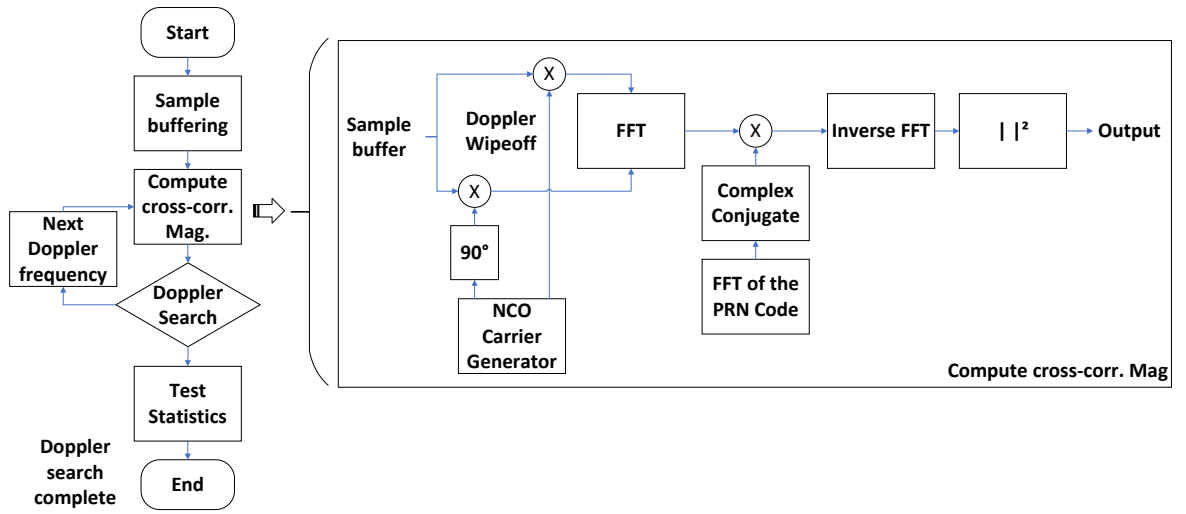 Start
Sample
buffering
Compute
cross-corr.
Mag.
Next
Doppler
frequency
Doppler
Search
Test
Statistics
Doppler
search
complete
End
Sample
buffer
Doppler
Wipeoff
X
X
90°
NCO
Carrier
Generator
FFT
X
Complex
Conjugate
FFT of the
PRN Code
Inverse FFT
| |²
Output
Compute cross-corr. Mag